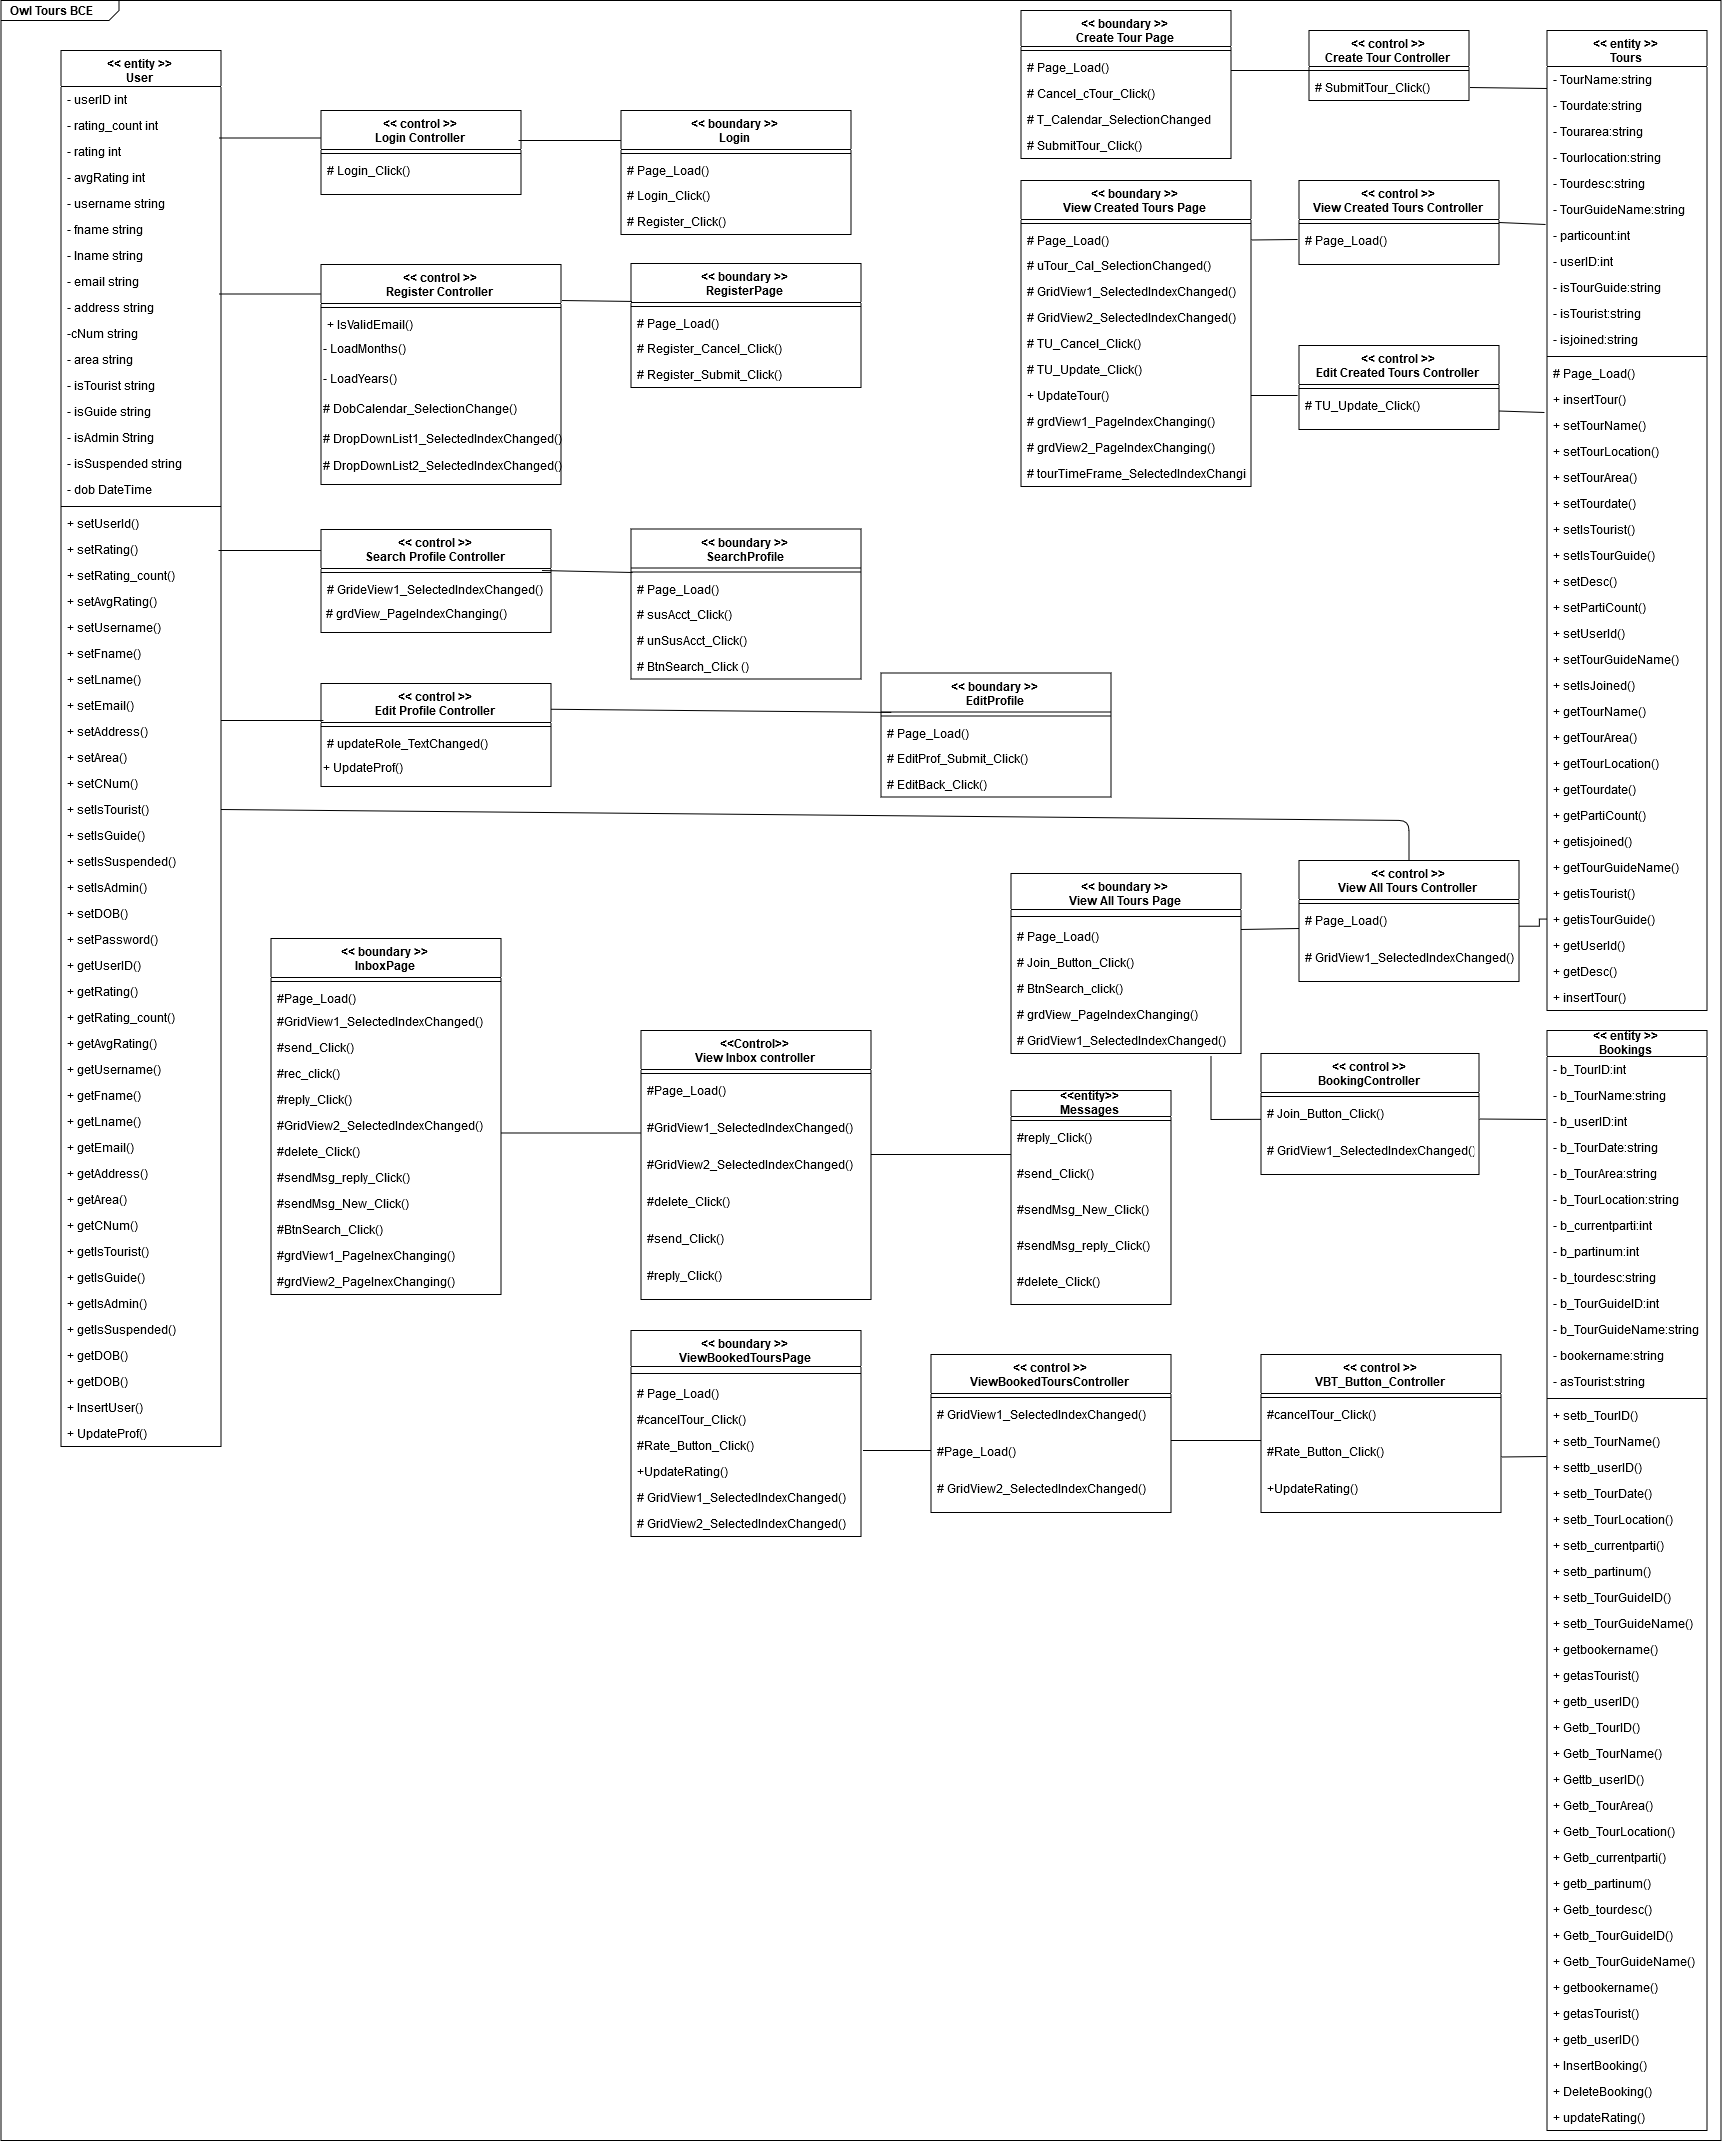 Owl Tours BCE
<< entity >>
User
- userID int
- rating_count int
- rating int
- avgRating int
- username string
- fname string
- lname string
- email string
- address string
-cNum string
- area string
- isTourist string
- isGuide string
- isAdmin String
- isSuspended string
- dob DateTime
+ setUserId()
+ setRating()
+ setRating_count()
+ setAvgRating()
+ setUsername()
+ setFname()
+ setLname()
+ setEmail()
+ setAddress()
+ setArea()
+ setCNum()
+ setIsTourist()
+ setIsGuide()
+ setIsSuspended()
+ setIsAdmin()
+ setDOB()
+ setPassword()
+ getUserID()
+ getRating()
+ getRating_count()
+ getAvgRating()
+ getUsername()
+ getFname()
+ getLname()
+ getEmail()
+ getAddress()
+ getArea()
+ getCNum()
+ getIsTourist()
+ getIsGuide()
+ getIsAdmin()
+ getIsSuspended()
+ getDOB()
+ getDOB()
+ InsertUser()
+ UpdateProf()
<< control >>
Login Controller
# Login_Click()
<< boundary >>
Login
# Page_Load()
# Login_Click()
# Register_Click()
<< control >>
Register Controller
+ IsValidEmail()
- LoadMonths()
- LoadYears()
# DobCalendar_SelectionChange()
# DropDownList1_SelectedIndexChanged()
# DropDownList2_SelectedIndexChanged()
<< boundary >>
RegisterPage
# Page_Load()
# Register_Cancel_Click()
# Register_Submit_Click()
<< control >>
Search Profile Controller
# GrideView1_SelectedIndexChanged()
# grdView_PageIndexChanging()
<< boundary >>
SearchProfile
# Page_Load()
# susAcct_Click()
# unSusAcct_Click()
# BtnSearch_Click ()
<< control >>
Edit Profile Controller
# updateRole_TextChanged()
+ UpdateProf()
<< boundary >>
EditProfile
# Page_Load()
# EditProf_Submit_Click()
# EditBack_Click()
<< boundary >>
InboxPage
#Page_Load()
#GridView1_SelectedIndexChanged()
#send_Click()
#rec_click()
#reply_Click()
#GridView2_SelectedIndexChanged()
#delete_Click()
#sendMsg_reply_Click()
#sendMsg_New_Click()
#BtnSearch_Click()
#grdView1_PageInexChanging()
#grdView2_PageInexChanging()
<<Control>>
View Inbox controller
#Page_Load()
#GridView1_SelectedIndexChanged()
#GridView2_SelectedIndexChanged()
#delete_Click()
#send_Click()
#reply_Click()
<<entity>>
Messages
#reply_Click()
#send_Click()
#sendMsg_New_Click()
#sendMsg_reply_Click()
#delete_Click()
<< boundary >>
ViewBookedToursPage
# Page_Load()
#cancelTour_Click()
#Rate_Button_Click()
+UpdateRating()
# GridView1_SelectedIndexChanged()
# GridView2_SelectedIndexChanged()
<< control >>
ViewBookedToursController
# GridView1_SelectedIndexChanged()
#Page_Load()
# GridView2_SelectedIndexChanged()
<< control >>
VBT_Button_Controller
#cancelTour_Click()
#Rate_Button_Click()
+UpdateRating()
<< boundary >>
Create Tour Page
# Page_Load()
# Cancel_cTour_Click()
# T_Calendar_SelectionChanged
# SubmitTour_Click()
<< control >>
Create Tour Controller
# SubmitTour_Click()
<< boundary >>
View Created Tours Page
# Page_Load()
# uTour_Cal_SelectionChanged()
# GridView1_SelectedIndexChanged()
# GridView2_SelectedIndexChanged()
# TU_Cancel_Click()
# TU_Update_Click()
+ UpdateTour()
# grdView1_PageIndexChanging()
# grdView2_PageIndexChanging()
# tourTimeFrame_SelectedIndexChangi
<< control >>
View Created Tours Controller
# Page_Load()
<< control >>
Edit Created Tours Controller
# TU_Update_Click()
<< boundary >>
View All Tours Page
# Page_Load()
# Join_Button_Click()
# BtnSearch_click()
# grdView_PageIndexChanging()
# GridView1_SelectedIndexChanged()
<< control >>
View All Tours Controller
# Page_Load()
# GridView1_SelectedIndexChanged()
<< control >>
BookingController
# Join_Button_Click()
# GridView1_SelectedIndexChanged()
<< entity >>
Tours
- TourName:string
- Tourdate:string
- Tourarea:string
- Tourlocation:string
- Tourdesc:string
- TourGuideName:string
- particount:int
- userID:int
- isTourGuide:string
- isTourist:string
- isjoined:string
# Page_Load()
+ insertTour()
+ setTourName()
+ setTourLocation()
+ setTourArea()
+ setTourdate()
+ setIsTourist()
+ setIsTourGuide()
+ setDesc()
+ setPartiCount()
+ setUserId()
+ setTourGuideName()
+ setIsJoined()
+ getTourName()
+ getTourArea()
+ getTourLocation()
+ getTourdate()
+ getPartiCount()
+ getisjoined()
+ getTourGuideName()
+ getisTourist()
+ getisTourGuide()
+ getUserId()
+ getDesc()
+ insertTour()
<< entity >>
Bookings
- b_TourID:int
- b_TourName:string
- b_userID:int
- b_TourDate:string
- b_TourArea:string
- b_TourLocation:string
- b_currentparti:int
- b_partinum:int
- b_tourdesc:string
- b_TourGuideID:int
- b_TourGuideName:string
- bookername:string
- asTourist:string
+ setb_TourID()
+ setb_TourName()
+ settb_userID()
+ setb_TourDate()
+ setb_TourLocation()
+ setb_currentparti()
+ setb_partinum()
+ setb_TourGuideID()
+ setb_TourGuideName()
+ getbookername()
+ getasTourist()
+ getb_userID()
+ Getb_TourID()
+ Getb_TourName()
+ Gettb_userID()
+ Getb_TourArea()
+ Getb_TourLocation()
+ Getb_currentparti()
+ getb_partinum()
+ Getb_tourdesc()
+ Getb_TourGuideID()
+ Getb_TourGuideName()
+ getbookername()
+ getasTourist()
+ getb_userID()
+ InsertBooking()
+ DeleteBooking()
+ updateRating()